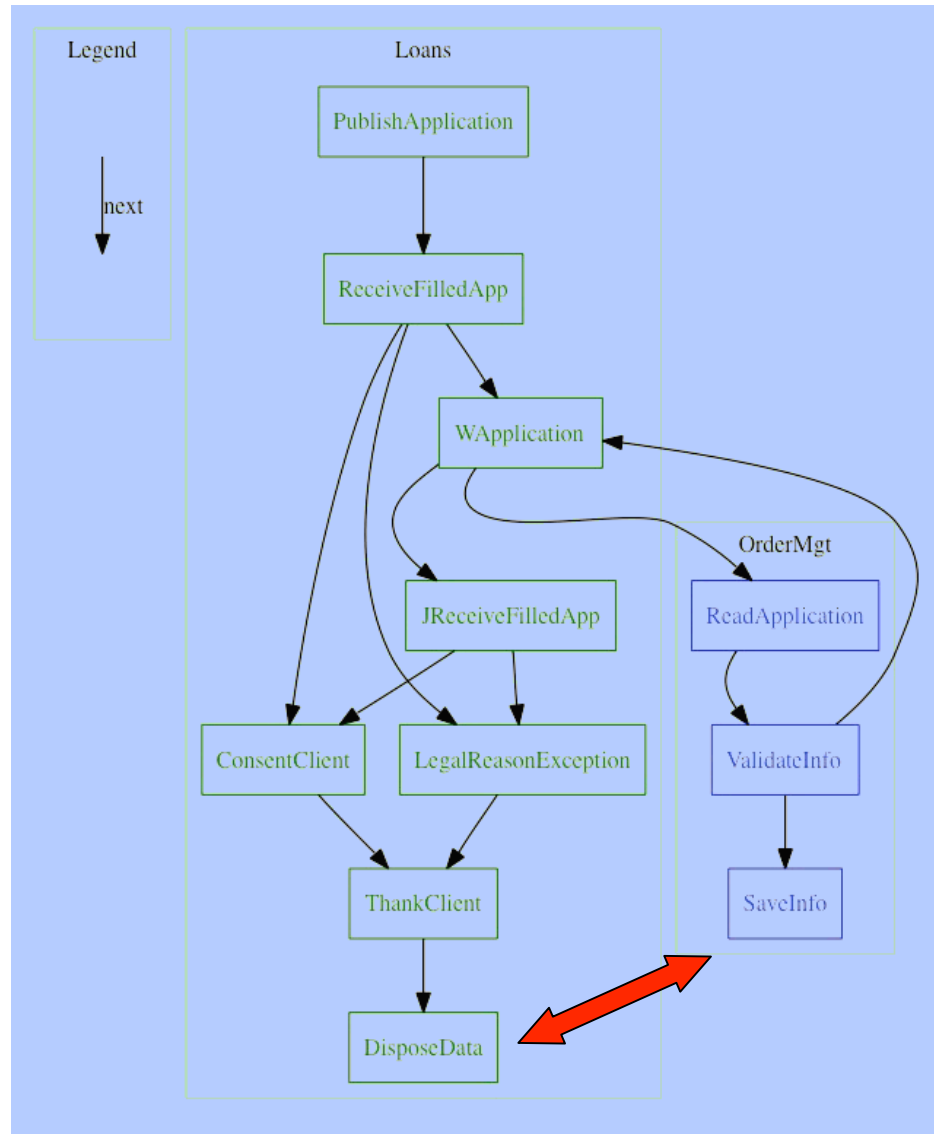 Legend
next
Loans
PublishApplication
ReceiveFilledApp
WApplication
JReceiveFilledApp
ConsentClient
LegalReasonException
ThankClient
DisposeData
OrderMgt
ReadApplication
ValidateInfo
SaveInfo